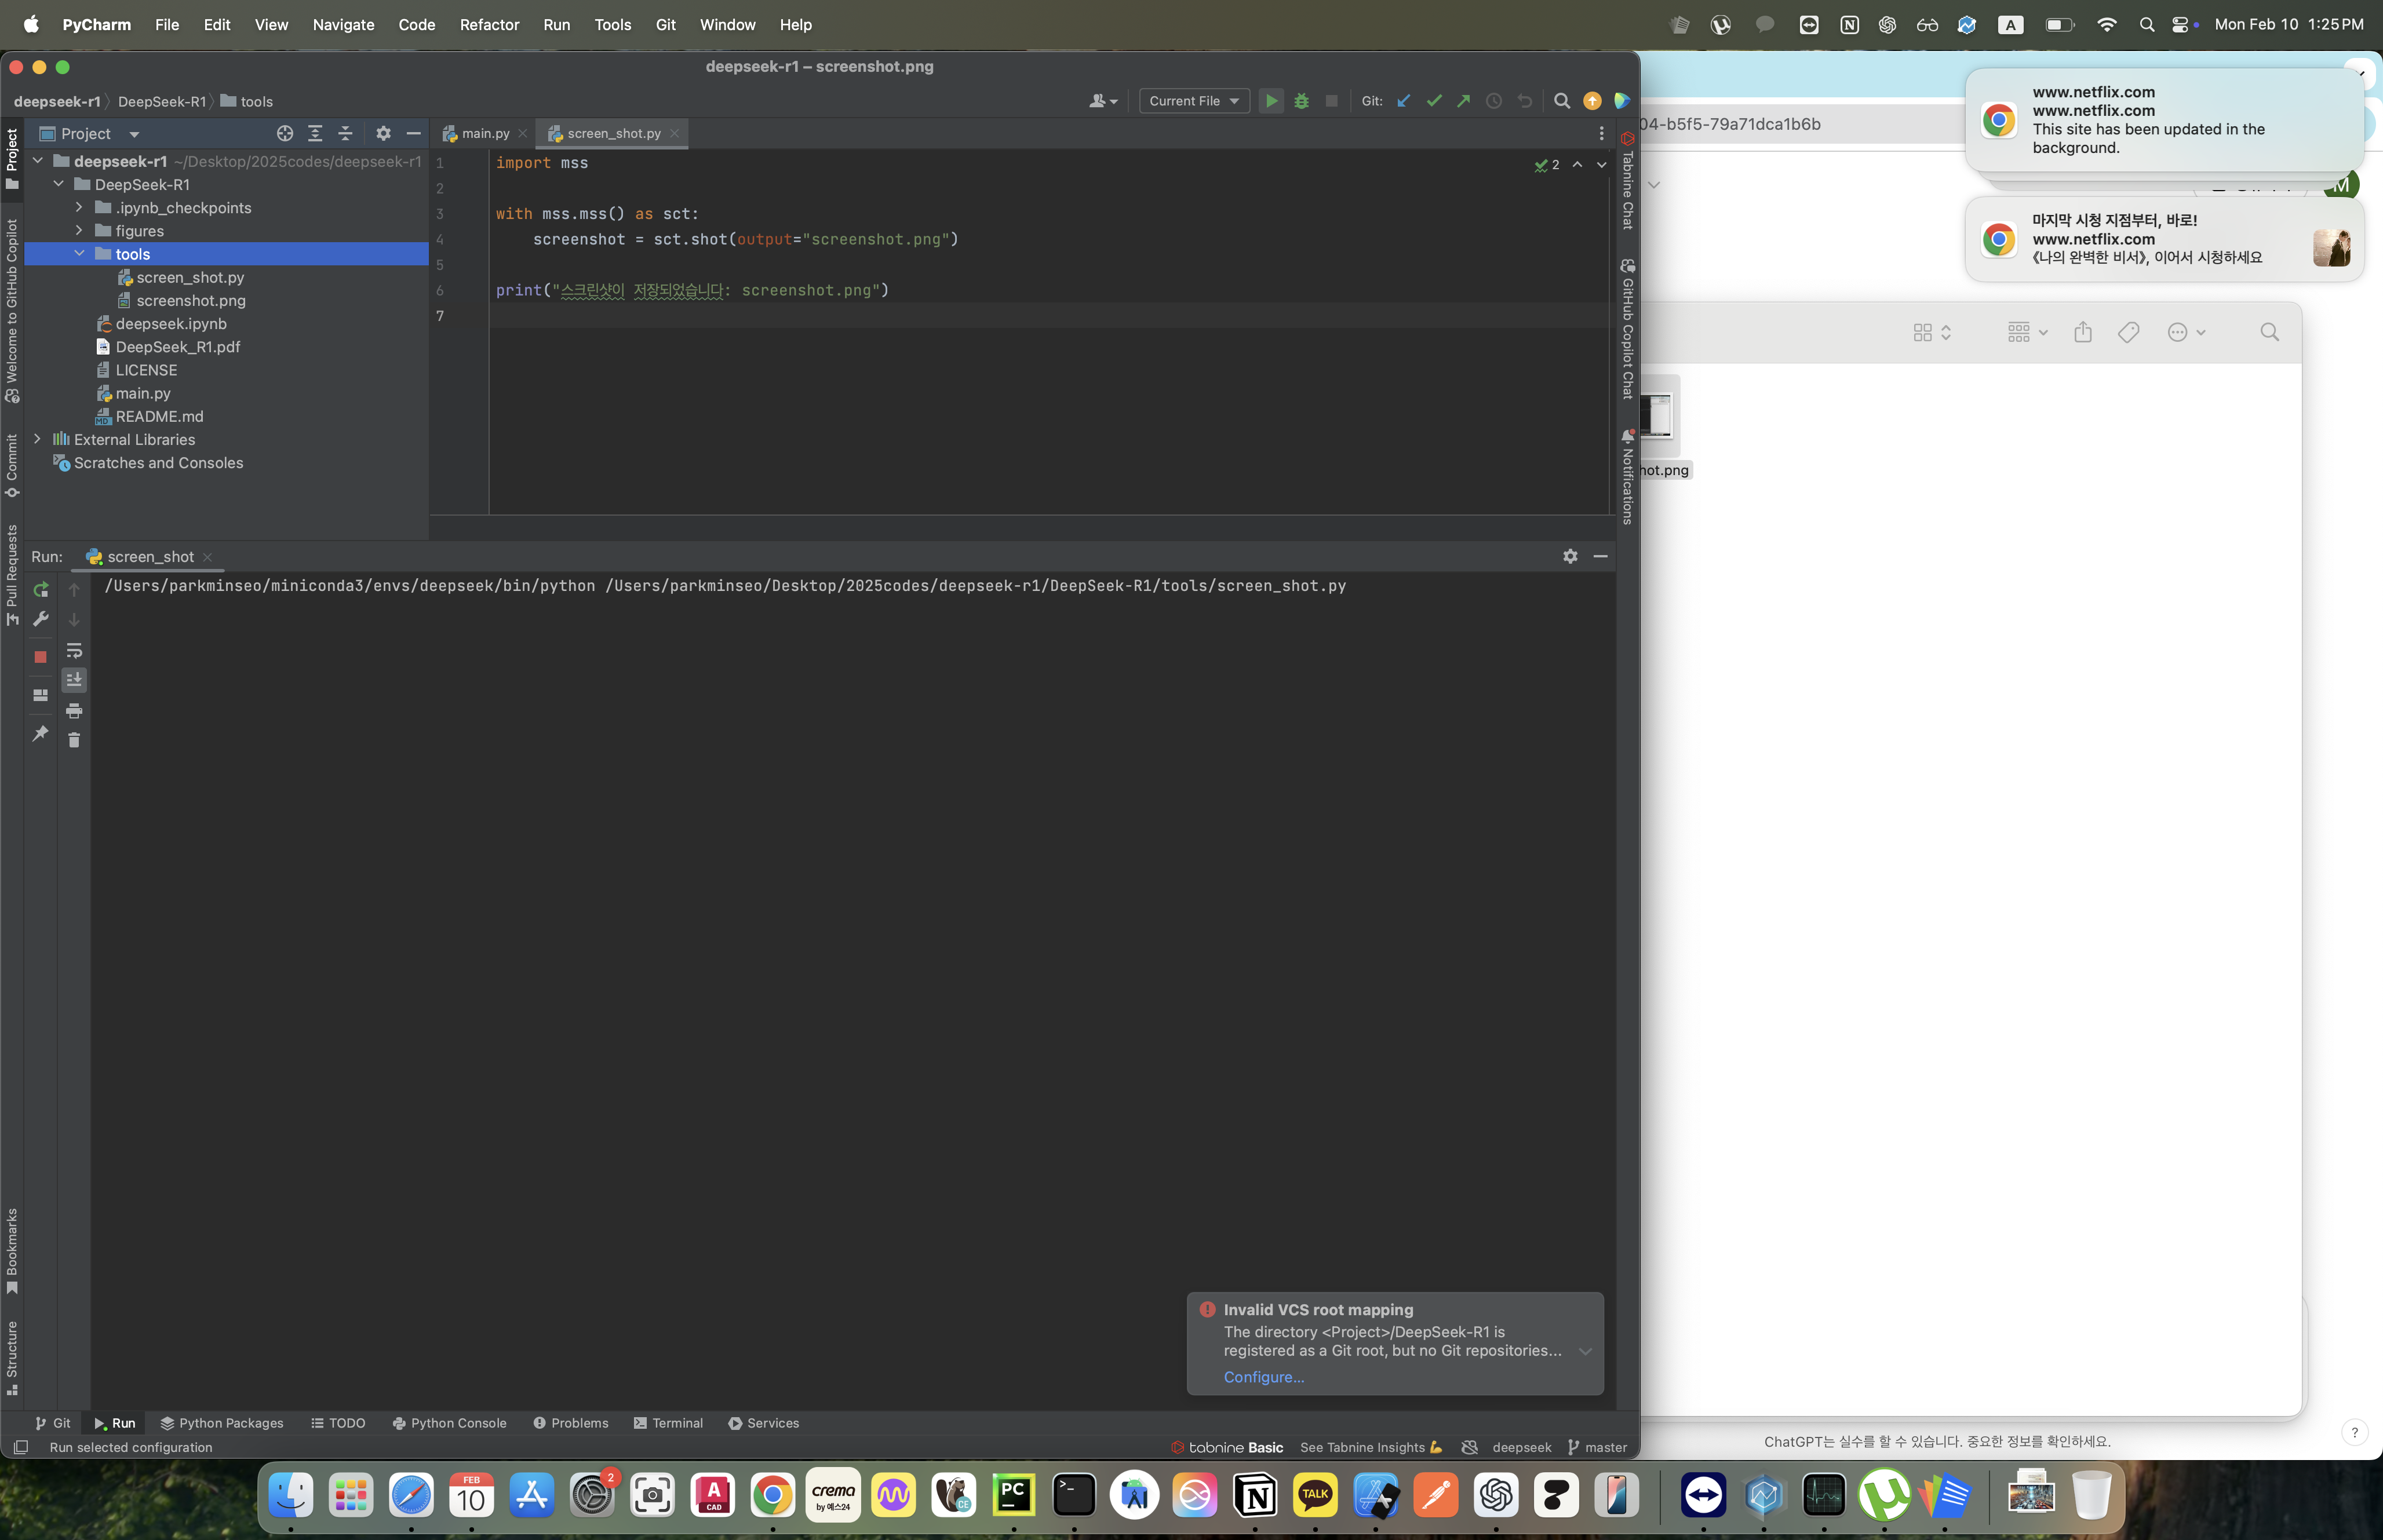 PyCharm File Edit View Navigate Code Refactor Run Tools Git Window Help
A
Mon Feb 10 1:25 PM
deepseek-r1 – screenshot.png
deepseek-r1 DeepSeek-R1 tools
Current File
Git:
Project
main.py
screen_shot.py
deepseek-r1 ~/Desktop/2025codes/deepseek-r1
DeepSeek-R1
.ipynb_checkpoints
figures
tools
screen_shot.py
screenshot.png
deepseek.ipynb
DeepSeek_R1.pdf
LICENSE
main.py
README.md
External Libraries
Scratches and Consoles
Project
Welcome to GitHub Copilot
Commit
Pull Requests
Bookmarks
Structure
1 import mss
2
3 with mss.mss() as sct:
4 screenshot = sct.shot(output="screenshot.png")
5
6 print("스크린샷이 저장되었습니다: screenshot.png")
7
2
Tabnine Chat
GitHub Copilot Chat
Notifications
Run: screen_shot
/Users/parkminseo/miniconda3/envs/deepseek/bin/python /Users/parkminseo/Desktop/2025codes/deepseek-r1/DeepSeek-R1/tools/screen_shot.py
Invalid VCS root mapping
The directory <Project>/DeepSeek-R1 is
registered as a Git root, but no Git repositories...
Configure...
Git Run Python Packages TODO Python Console Problems Terminal Services
Run selected configuration
tabnine Basic See Tabnine Insights deepseek master
04-b5f5-79a71dca1b6b
www.netflix.com
www.netflix.com
This site has been updated in the
background.
M
마지막 시청 지점부터, 바로!
www.netflix.com
《나의 완벽한 비서》, 이어서 시청하세요
hot.png
ChatGPT는 실수를 할 수 있습니다. 중요한 정보를 확인하세요.
?
FEB
10
2
A
CAD
crema
by 예스24
CE
PC
TALK